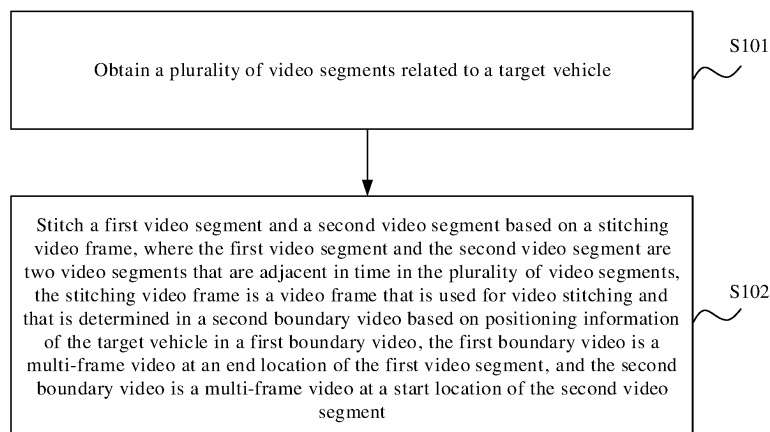 S101
Obtain a plurality of video segments related to a target vehicle
Stitch a first video segment and a second video segment based on a stitching
video frame, where the first video segment and the second video segment are
two video segments that are adjacent in time in the plurality of video segments,
the stitching video frame is a video frame that is used for video stitching and
that is determined in a second boundary video based on positioning information
of the target vehicle in a first boundary video, the first boundary video is a
multi-frame video at an end location of the first video segment, and the second
boundary video is a multi-frame video at a start location of the second video
segment
S102